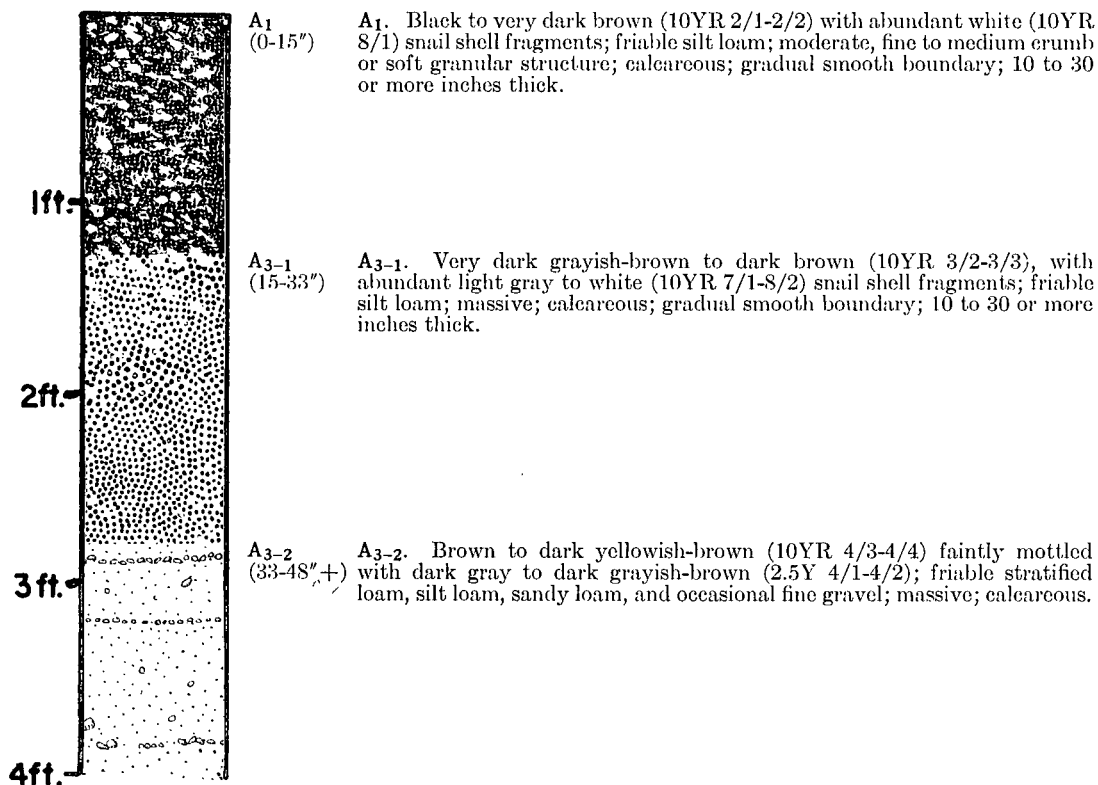 A1 (0-15")
A1. Black to very dark brown (10YR 2/1-2/2) with abundant white (10YR
8/1) snail shell fragments; friable silt loam; moderate, fine to medium crumb
or soft granular structure; calcareous; gradual smooth boundary; 10 to 30
or more inches thick.
1ft.
A3-1 (15-33")
A3-1. Very dark grayish-brown to dark brown (10YR 3/2-3/3), with
abundant light gray to white (10YR 7/1-8/2) snail shell fragments; friable
silt loam; massive; calcareous; gradual smooth boundary; 10 to 30 or more
inches thick.
2ft.
A3-2 (33-48"+)
A3-2. Brown to dark yellowish-brown (10YR 4/3-4/4) faintly mottled
with dark gray to dark grayish-brown (2.5Y 4/1-4/2); friable stratified
loam, silt loam, sandy loam, and occasional fine gravel; massive; calcareous.
3ft.
4ft.